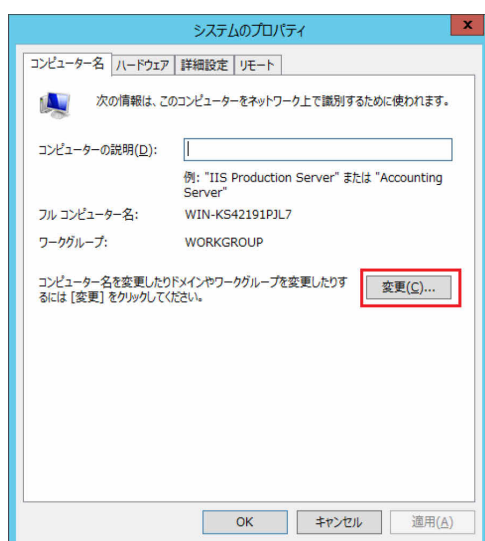 システムのプロパティ
x
コンピューター名 ハードウェア 詳細設定 リモート
次の情報は、このコンピューターをネットワーク上で識別するために使われます。
コンピューターの説明(D):
例: "IIS Production Server" または "Accounting
Server"
フル コンピューター名: WIN-KS42191PJL7
ワークグループ: WORKGROUP
コンピューター名を変更したりドメインやワークグループを変更したりす
るには [変更] をクリックしてください。
変更(C)...
OK キャンセル 適用(A)